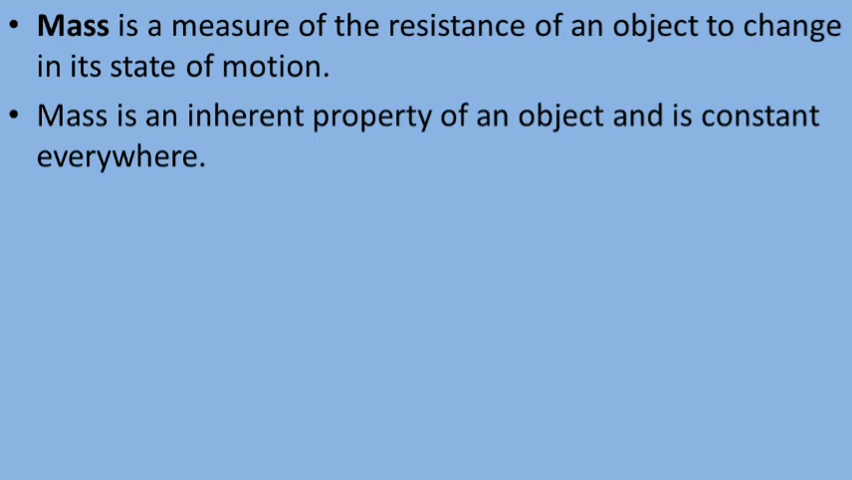 • Mass is a measure of the resistance of an object to change
in its state of motion.
• Mass is an inherent property of an object and is constant
everywhere.